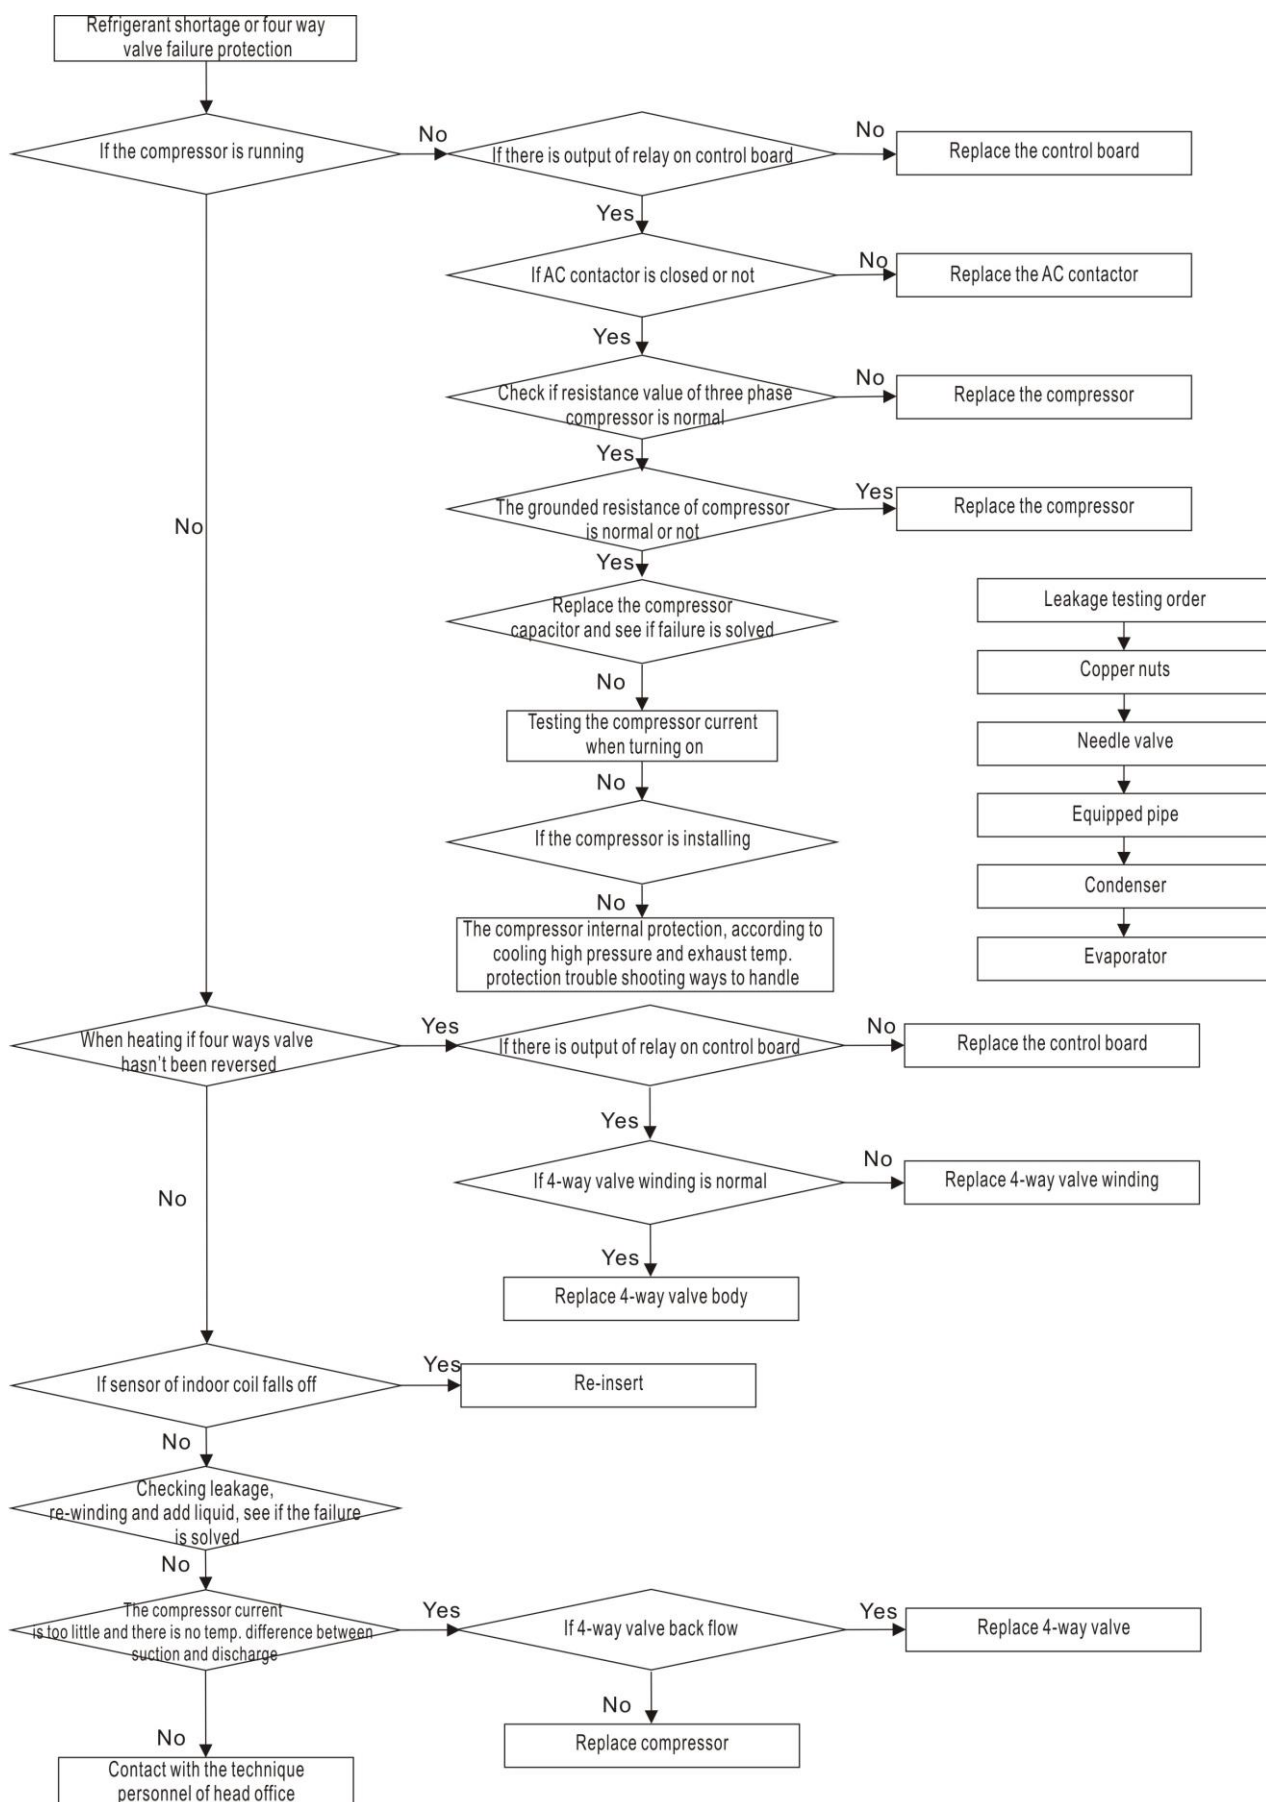 Refrigerant shortage or four way
valve failure protection
If the compressor is running
No
If there is output of relay on control board
No
Replace the control board
Yes
If AC contactor is closed or not
No
Replace the AC contactor
Yes
Check if resistance value of three phase
compressor is normal
No
Replace the compressor
Yes
The grounded resistance of compressor
is normal or not
Yes
Replace the compressor
No
Yes
Replace the compressor
capacitor and see if failure is solved
No
Testing the compressor current
when turning on
No
If the compressor is installing
No
The compressor internal protection, according to
cooling high pressure and exhaust temp.
protection trouble shooting ways to handle
Leakage testing order
Copper nuts
Needle valve
Equipped pipe
Condenser
Evaporator
When heating if four ways valve
hasn't been reversed
Yes
If there is output of relay on control board
No
Replace the control board
Yes
If 4-way valve winding is normal
No
Replace 4-way valve winding
Yes
Replace 4-way valve body
No
If sensor of indoor coil falls off
Yes
Re-insert
No
Checking leakage,
re-winding and add liquid, see if the failure
is solved
No
The compressor current
is too little and there is no temp. difference between
suction and discharge
Yes
If 4-way valve back flow
Yes
Replace 4-way valve
No
Replace compressor
No
Contact with the technique
personnel of head office